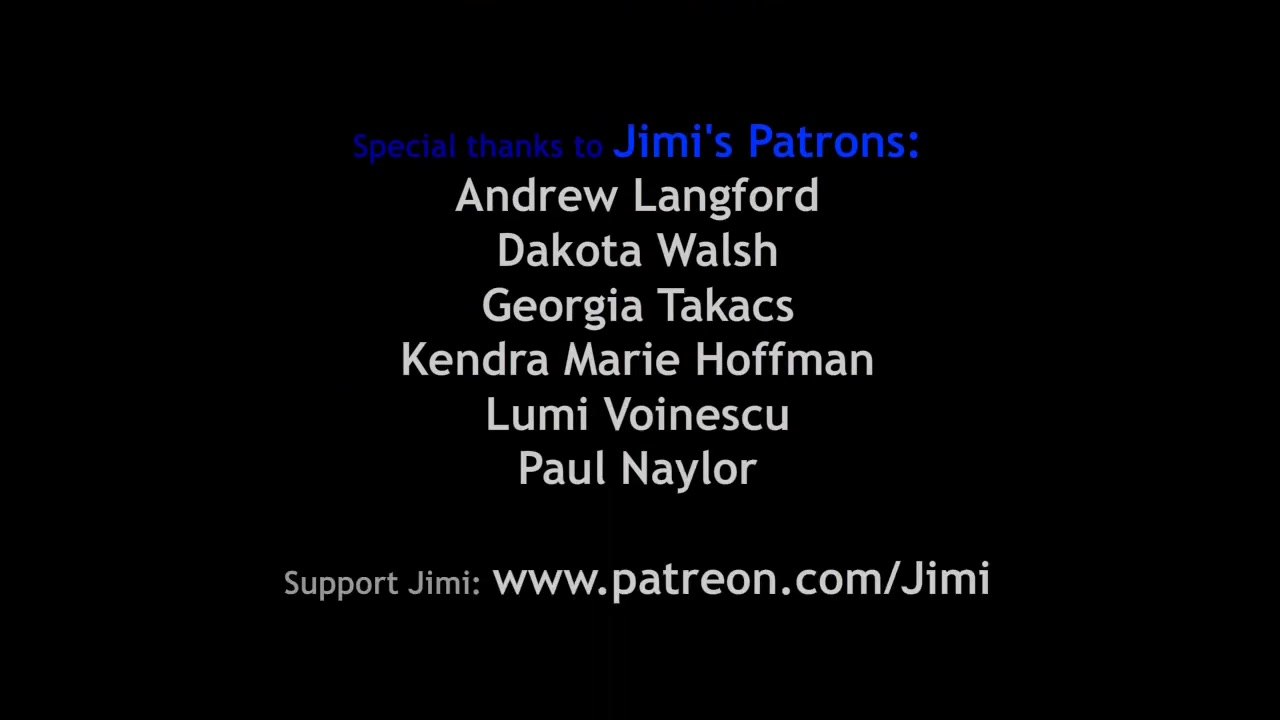 Special thanks to Jimi's Patrons:
Andrew Langford
Dakota Walsh
Georgia Takacs
Kendra Marie Hoffman
Lumi Voinescu
Paul Naylor
Support Jimi: www.patreon.com/Jimi